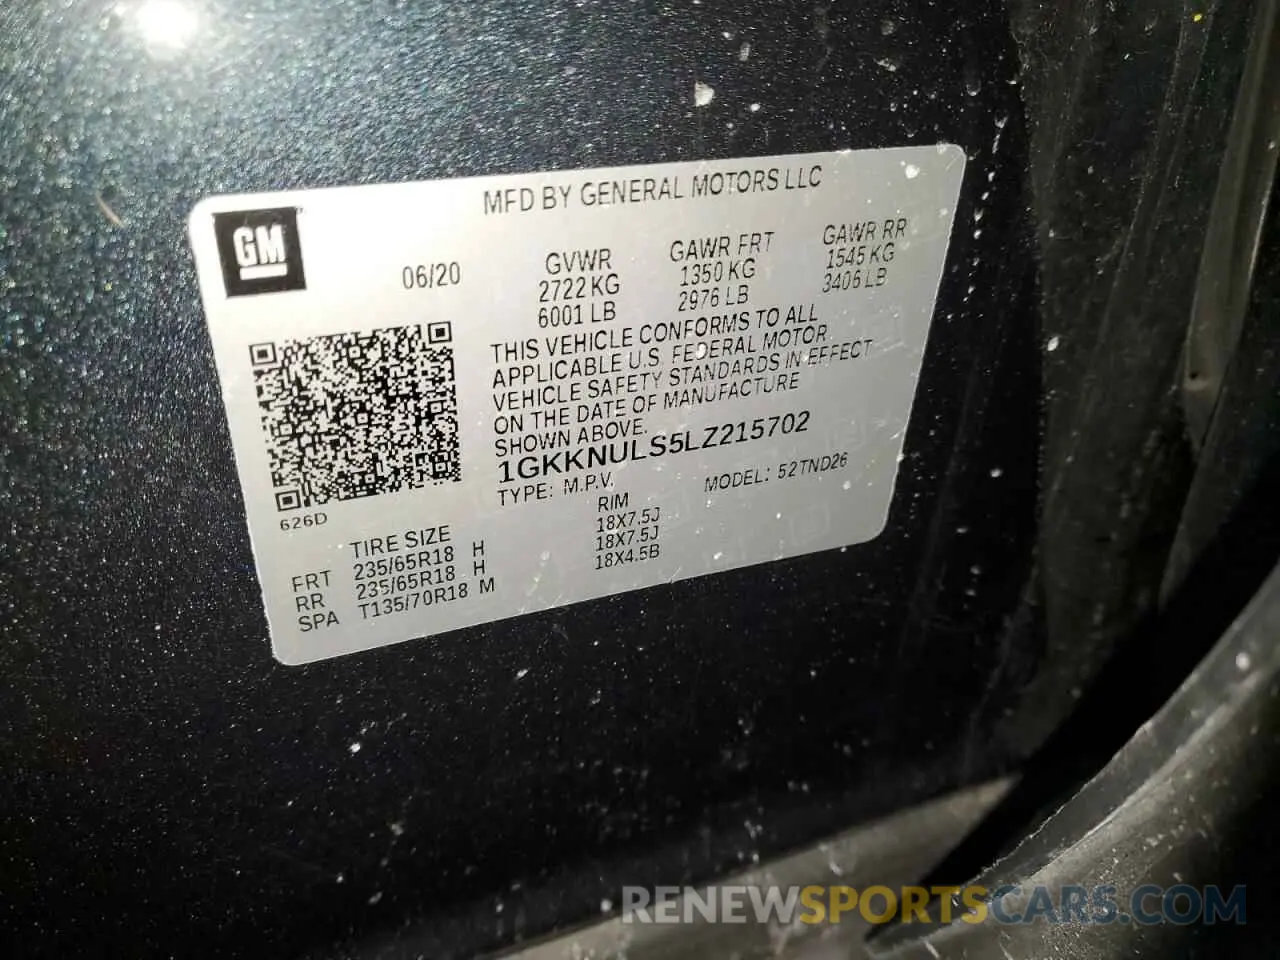 MFD BY GENERAL MOTORS LLC
GM
06/20
GVWR
2722 KG
6001 LB
GAWR FRT
1350 KG
2976 LB
GAWR RR
1545 KG
3406 LB
THIS VEHICLE CONFORMS TO ALL
APPLICABLE U.S. FEDERAL MOTOR
VEHICLE SAFETY STANDARDS IN EFFECT
ON THE DATE OF MANUFACTURE
SHOWN ABOVE.
1GKKNULS5LZ215702
TYPE: M.P.V. MODEL: 52TND26
626D
TIRE SIZE RIM
FRT 235/65R18 H 18X7.5J
RR 235/65R18 H 18X7.5J
SPA T135/70R18 M 18X4.5B
RENEWSPORTSCARS.COM